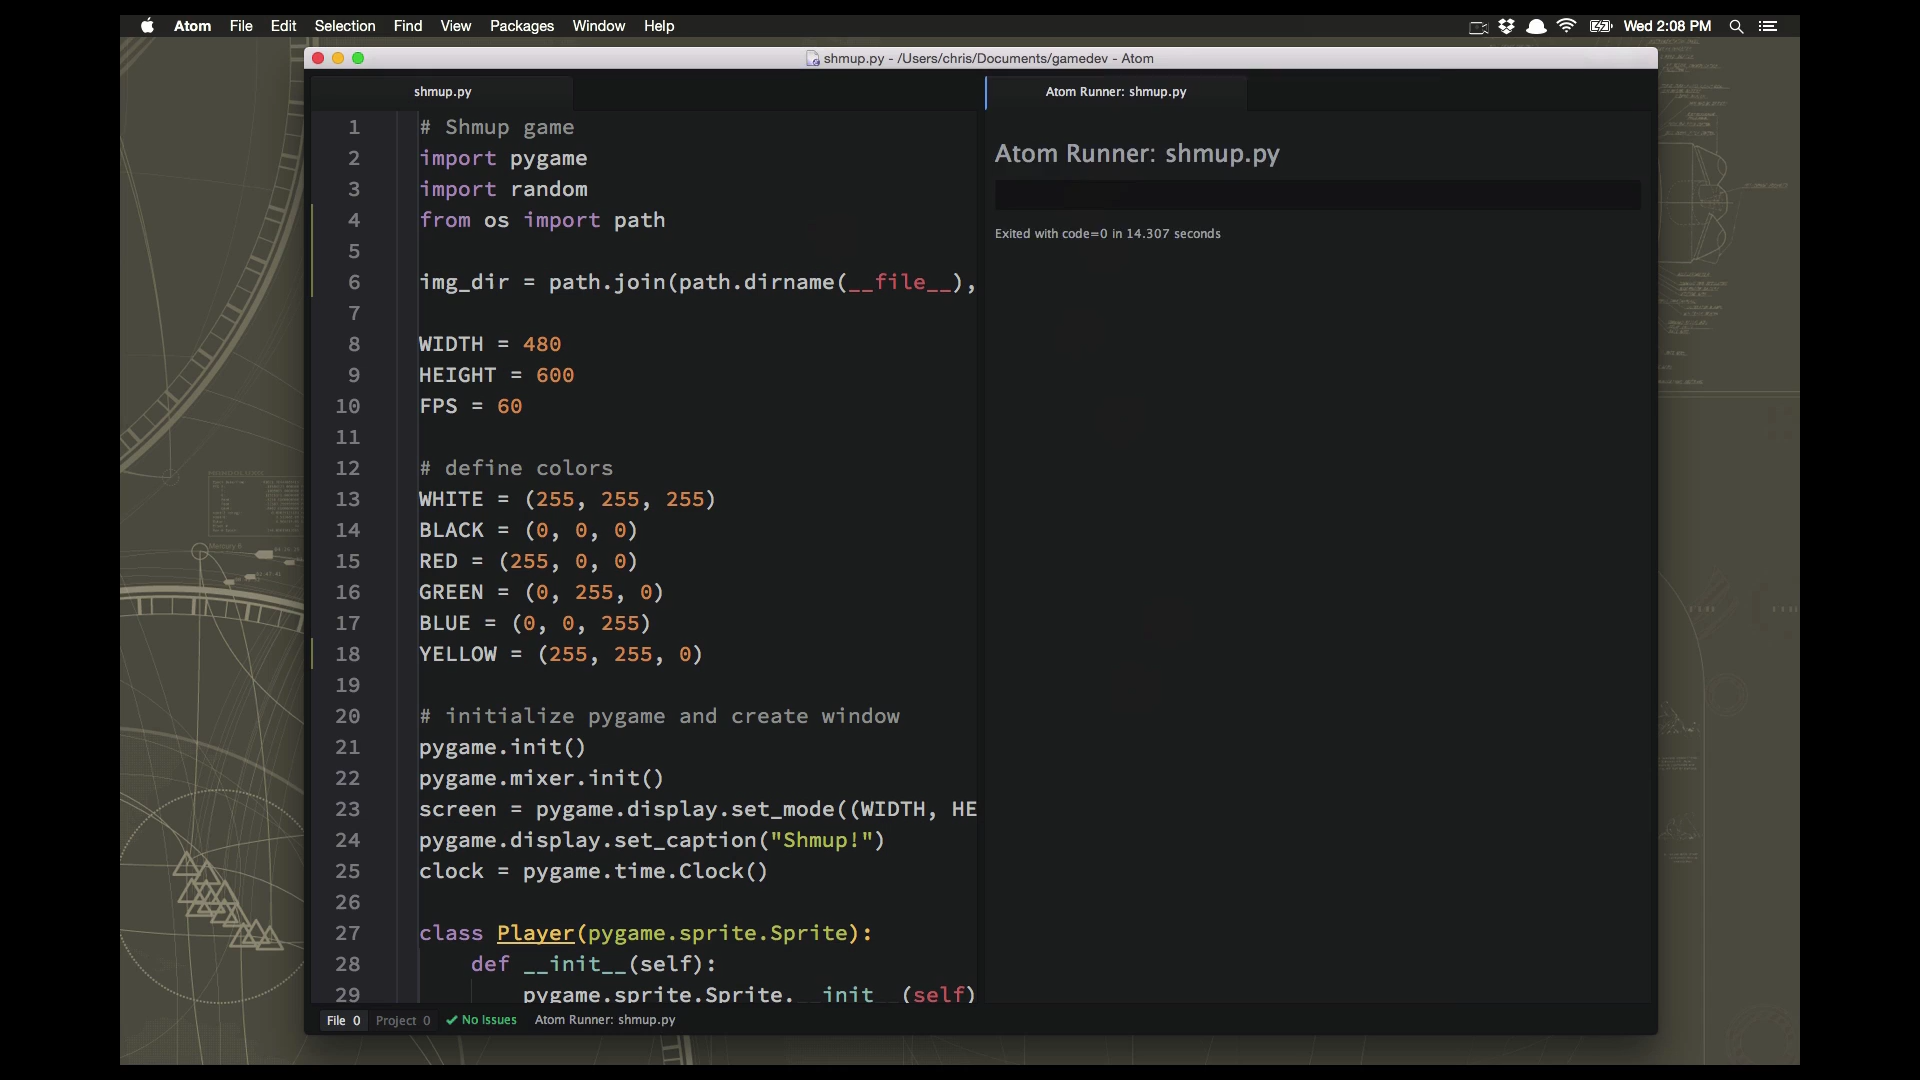 Atom File Edit Selection Find View Packages Window Help Wed 2:08 PM
shmup.py - /Users/chris/Documents/gamedev - Atom
shmup.py
Atom Runner: shmup.py
1 # Shmup game
2 import pygame
3 import random
4 from os import path
5
6 img_dir = path.join(path.dirname(__file__),
7
8 WIDTH = 480
9 HEIGHT = 600
10 FPS = 60
11
12 # define colors
13 WHITE = (255, 255, 255)
14 BLACK = (0, 0, 0)
15 RED = (255, 0, 0)
16 GREEN = (0, 255, 0)
17 BLUE = (0, 0, 255)
18 YELLOW = (255, 255, 0)
19
20 # initialize pygame and create window
21 pygame.init()
22 pygame.mixer.init()
23 screen = pygame.display.set_mode((WIDTH, HE
24 pygame.display.set_caption("Shmup!")
25 clock = pygame.time.Clock()
26
27 class Player(pygame.sprite.Sprite):
28 def __init__(self):
29 pygame.sprite.Sprite.__init__(self)
Atom Runner: shmup.py
Exited with code=0 in 14.307 seconds
File 0 Project 0 No Issues Atom Runner: shmup.py